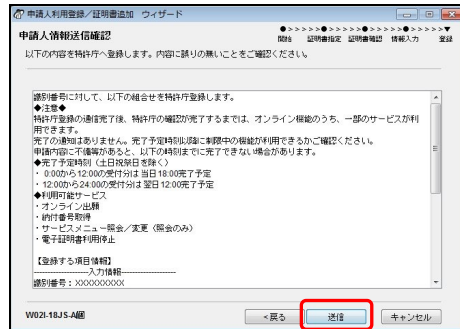 申請人利用登録/証明書追加 ウィザード
申請人情報送信確認
●>>>>>●>>>>>●>>>>>●>>>>>▼
開始 証明書指定 証明書確認 情報入力 登録
以下の内容を特許庁へ登録します。内容に誤りの無いことをご確認ください。
識別番号に対して、以下の組合せを特許庁登録します。
◆注意◆
特許庁登録の通信完了後、特許庁の確認が完了するまでは、オンライン機能のうち、一部のサービスが利
用できます。
完了の通知はありません。完了予定時刻以降に制限中の機能が利用できるかご確認ください。
申請内容に不備等があると、以下の時刻までに完了できない場合があります。
◆完了予定時刻(土日祝祭日を除く)
・ 0:00から12:00の受付分は 当日18:00完了予定
・ 12:00から24:00の受付分は 翌日12:00完了予定
◆利用可能サービス
・オンライン出願
・納付番号取得
・サービスメニュー照会/変更(照会のみ)
・電子証明書利用停止
【登録する項目情報】
--------------------入力情報--------------------
識別番号：XXXXXXXXX
W02I-18JS-A
<戻る 送信 キャンセル